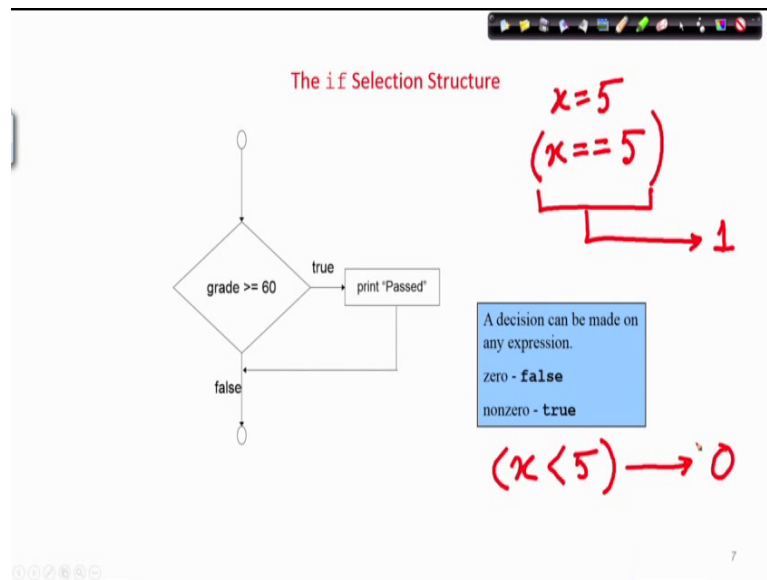 The if Selection Structure
x=5
(x==5)
1
grade >= 60
true
print "Passed"
false
A decision can be made on
any expression.
zero - false
nonzero - true
(x<5)→0
7